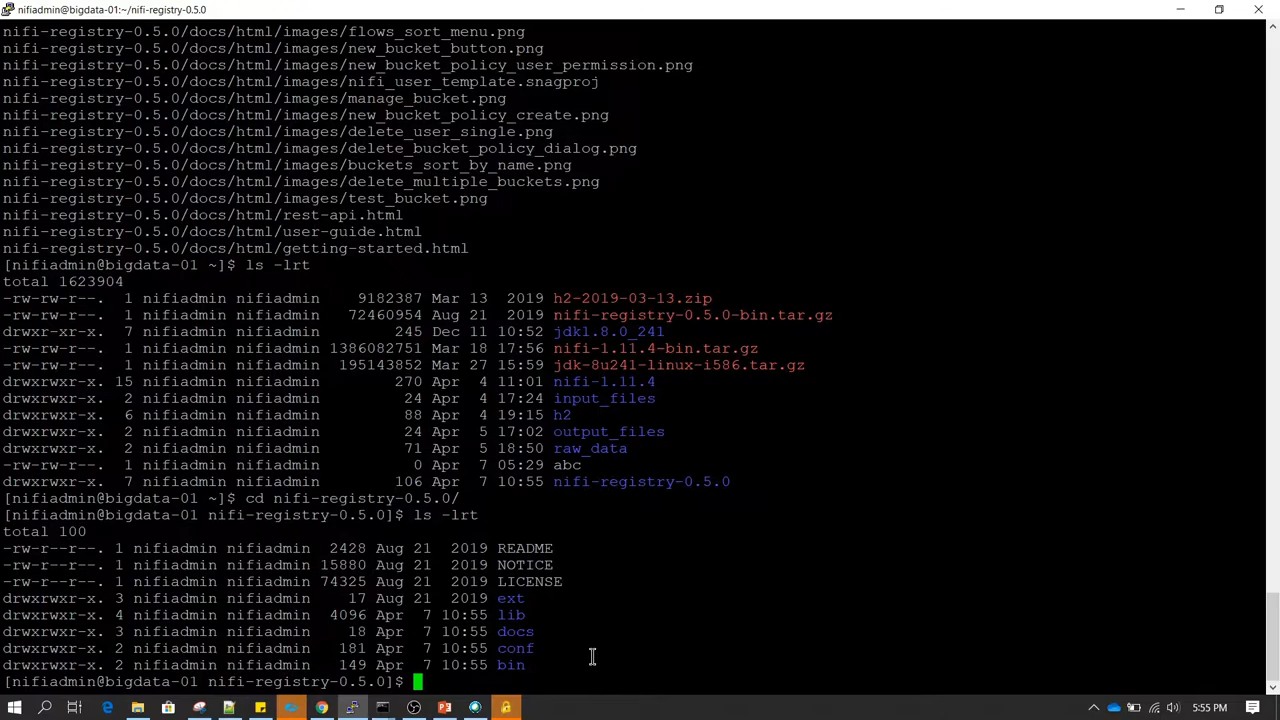 nifiadmin@bigdata-01:~/nifi-registry-0.5.0
nifi-registry-0.5.0/docs/html/images/flows_sort_menu.png
nifi-registry-0.5.0/docs/html/images/new_bucket_button.png
nifi-registry-0.5.0/docs/html/images/new_bucket_policy_user_permission.png
nifi-registry-0.5.0/docs/html/images/nifi_user_template.snagproj
nifi-registry-0.5.0/docs/html/images/manage_bucket.png
nifi-registry-0.5.0/docs/html/images/new_bucket_policy_create.png
nifi-registry-0.5.0/docs/html/images/delete_user_single.png
nifi-registry-0.5.0/docs/html/images/delete_bucket_policy_dialog.png
nifi-registry-0.5.0/docs/html/images/buckets_sort_by_name.png
nifi-registry-0.5.0/docs/html/images/delete_multiple_buckets.png
nifi-registry-0.5.0/docs/html/images/test_bucket.png
nifi-registry-0.5.0/docs/html/rest-api.html
nifi-registry-0.5.0/docs/html/user-guide.html
nifi-registry-0.5.0/docs/html/getting-started.html
[nifiadmin@bigdata-01 ~]$ ls -lrt
total 1623904
-rw-rw-r--. 1 nifiadmin nifiadmin 9182387 Mar 13 2019 h2-2019-03-13.zip
-rw-rw-r--. 1 nifiadmin nifiadmin 72460954 Aug 21 2019 nifi-registry-0.5.0-bin.tar.gz
drwxr-xr-x. 7 nifiadmin nifiadmin 245 Dec 11 10:52 jdk1.8.0_241
-rw-rw-r--. 1 nifiadmin nifiadmin 1386082751 Mar 18 17:56 nifi-1.11.4-bin.tar.gz
-rw-rw-r--. 1 nifiadmin nifiadmin 195143852 Mar 27 15:59 jdk-8u241-linux-i586.tar.gz
drwxrwxr-x. 15 nifiadmin nifiadmin 270 Apr 4 11:01 nifi-1.11.4
drwxrwxr-x. 2 nifiadmin nifiadmin 24 Apr 4 17:24 input_files
drwxrwxr-x. 6 nifiadmin nifiadmin 88 Apr 4 19:15 h2
drwxrwxr-x. 2 nifiadmin nifiadmin 24 Apr 5 17:02 output_files
drwxrwxr-x. 2 nifiadmin nifiadmin 71 Apr 5 18:50 raw_data
-rw-rw-r--. 1 nifiadmin nifiadmin 0 Apr 7 05:29 abc
drwxrwxr-x. 7 nifiadmin nifiadmin 106 Apr 7 10:55 nifi-registry-0.5.0
[nifiadmin@bigdata-01 ~]$ cd nifi-registry-0.5.0/
[nifiadmin@bigdata-01 nifi-registry-0.5.0]$ ls -lrt
total 100
-rw-r--r--. 1 nifiadmin nifiadmin 2428 Aug 21 2019 README
-rw-r--r--. 1 nifiadmin nifiadmin 15880 Aug 21 2019 NOTICE
-rw-r--r--. 1 nifiadmin nifiadmin 74325 Aug 21 2019 LICENSE
drwxrwxr-x. 3 nifiadmin nifiadmin 17 Aug 21 2019 ext
drwxrwxr-x. 4 nifiadmin nifiadmin 4096 Apr 7 10:55 lib
drwxrwxr-x. 3 nifiadmin nifiadmin 18 Apr 7 10:55 docs
drwxrwxr-x. 2 nifiadmin nifiadmin 181 Apr 7 10:55 conf
drwxrwxr-x. 2 nifiadmin nifiadmin 149 Apr 7 10:55 bin
[nifiadmin@bigdata-01 nifi-registry-0.5.0]$
5:55 PM